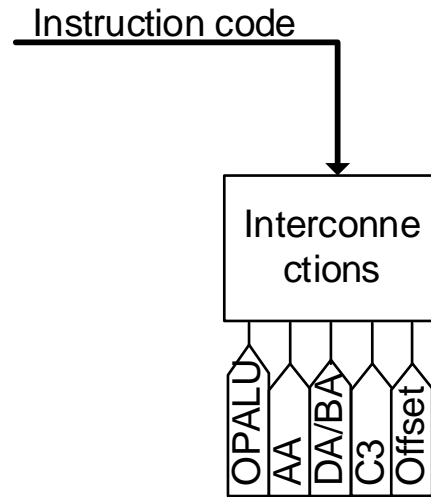 Instruction code
Interconne
ctions
OPALU
AA
DA/BA
C3
Offset